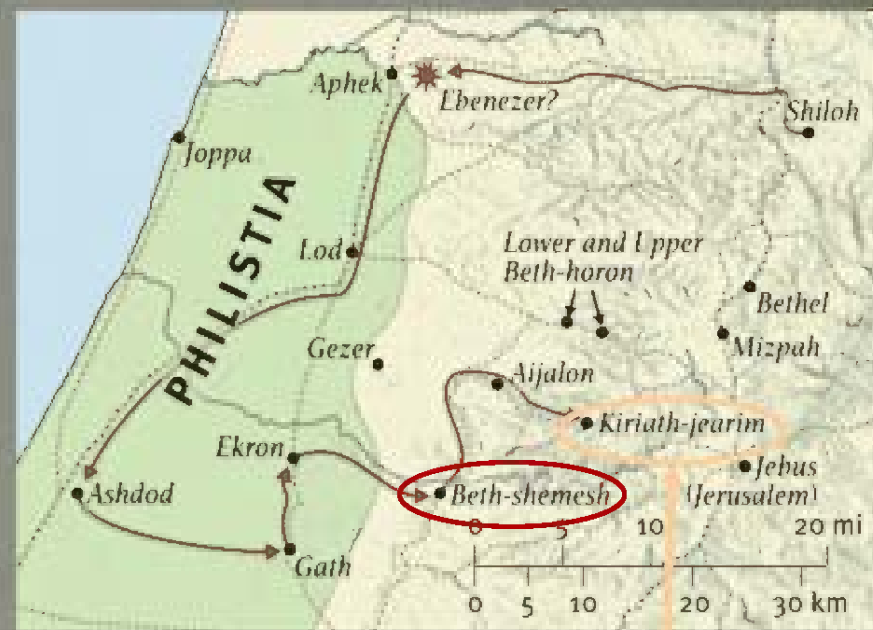 Aphek
Ebenezer?
Shiloh
Joppa
PHILISTIA
Lod
Lower and Upper
Beth-horon
Bethel
Gezer
Mizpah
Aijalon
Kiriath-jearim
Ekron
Jebus
(Jerusalem)
Ashdod
Beth-shemesh
Gath
0 5 10 20 mi
0 5 10 20 30 km